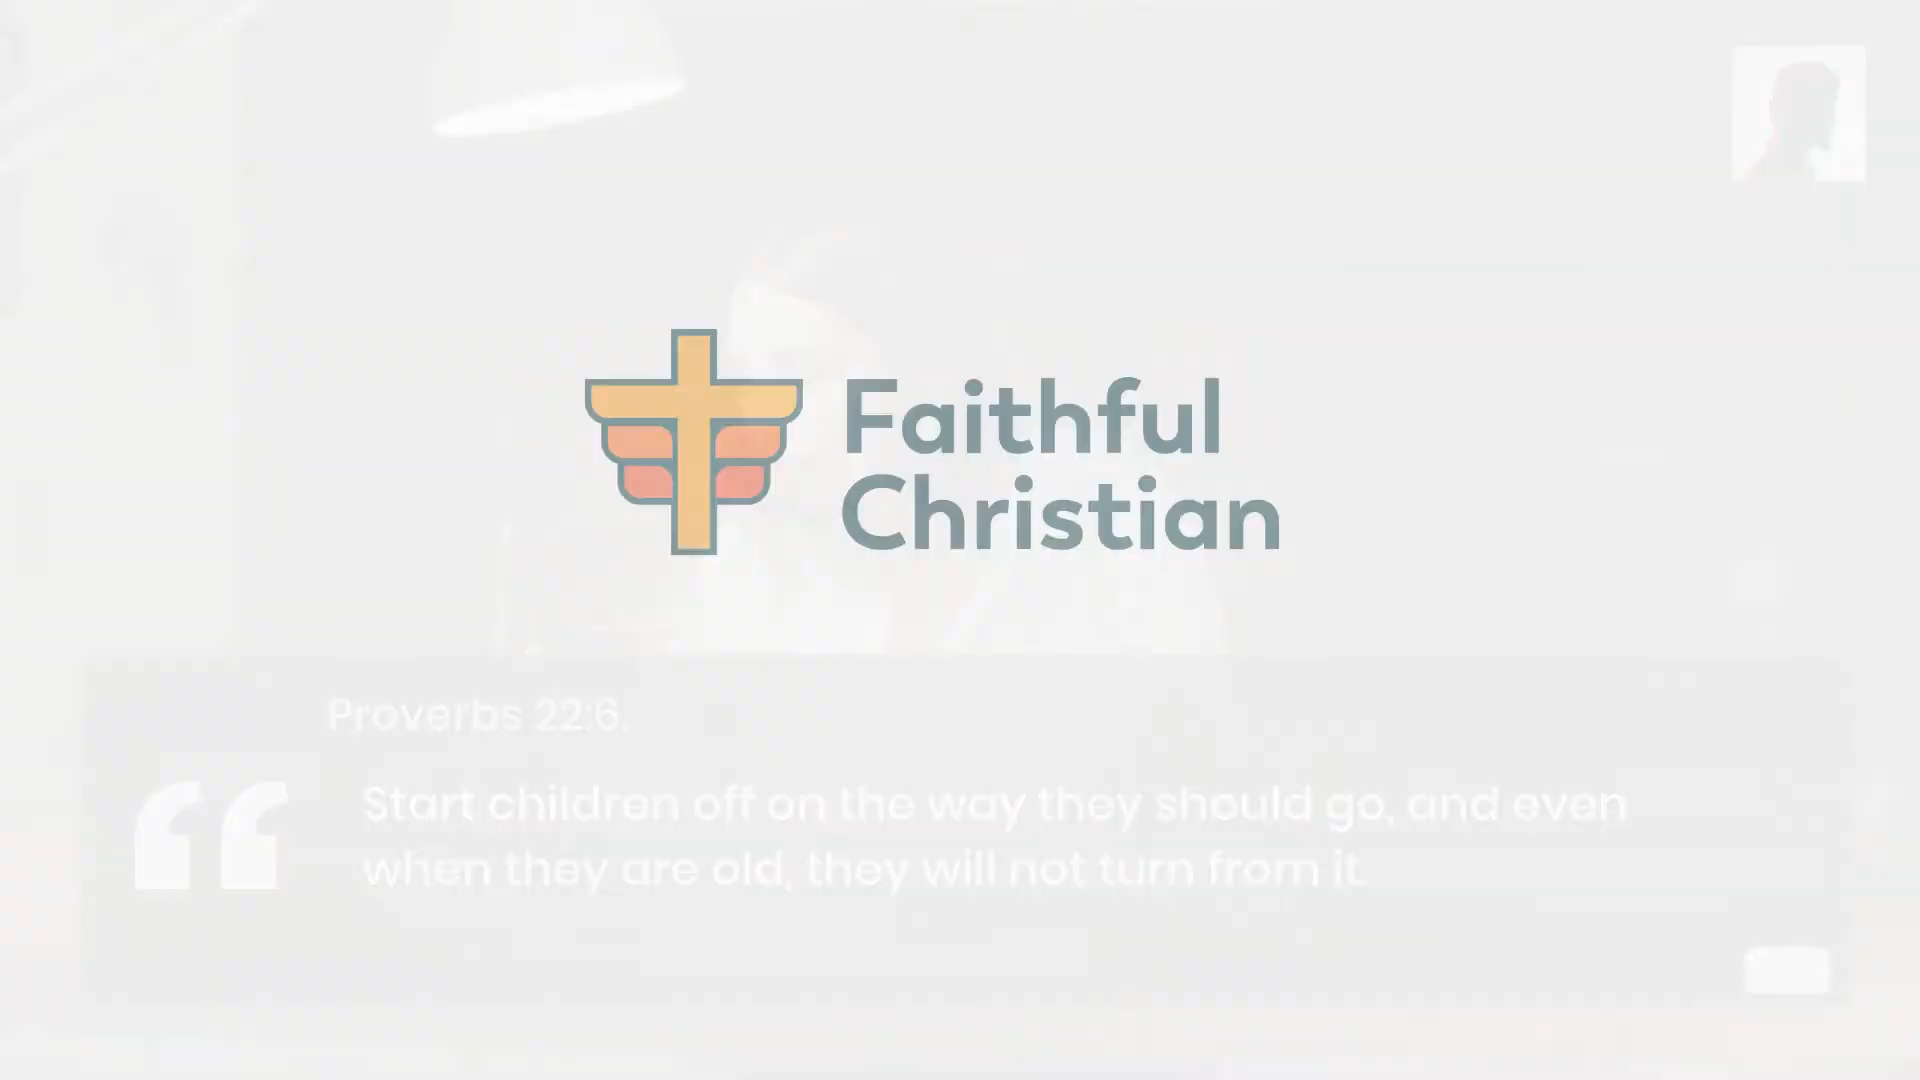 Faithful
Christian
Proverbs 22:6.
Start children off on the way they should go, and even
when they are old, they will not turn from it.